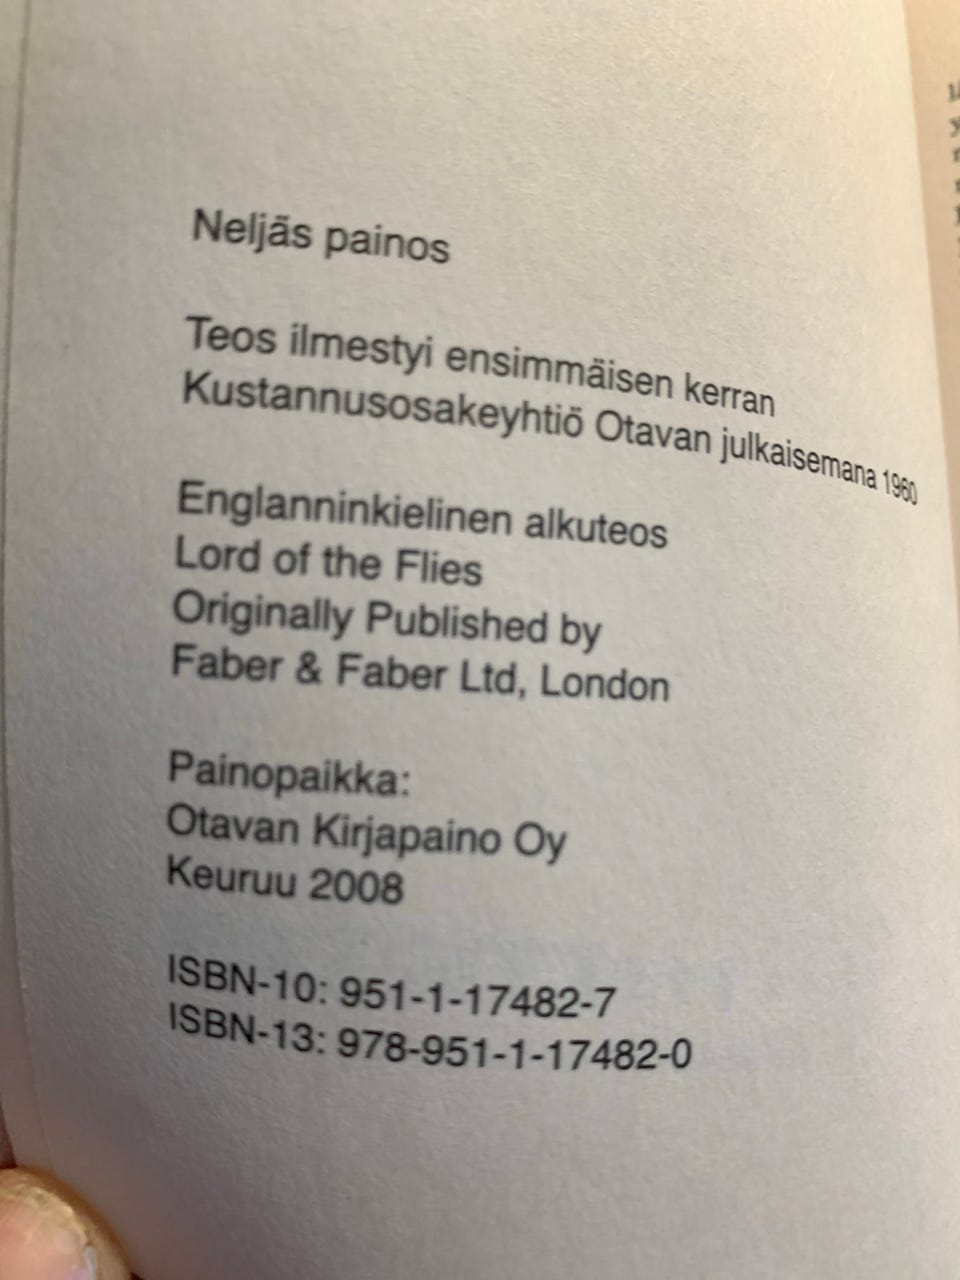 Neljäs painos
Teos ilmestyi ensimmäisen kerran
Kustannusosakeyhtiö Otavan julkaisemana 1960
Englanninkielinen alkuteos
Lord of the Flies
Originally Published by
Faber & Faber Ltd, London
Painopaikka:
Otavan Kirjapaino Oy
Keuruu 2008
ISBN-10: 951-1-17482-7
ISBN-13: 978-951-1-17482-0